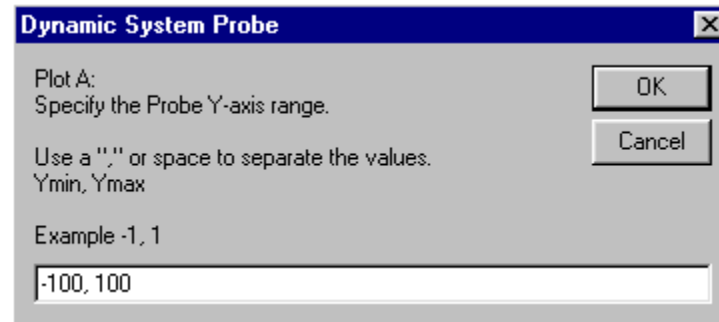 Dynamic System Probe
Plot A:
Specify the Probe Y-axis range.
OK
Use a "," or space to separate the values.
Ymin, Ymax
Cancel
Example -1, 1
-100, 100